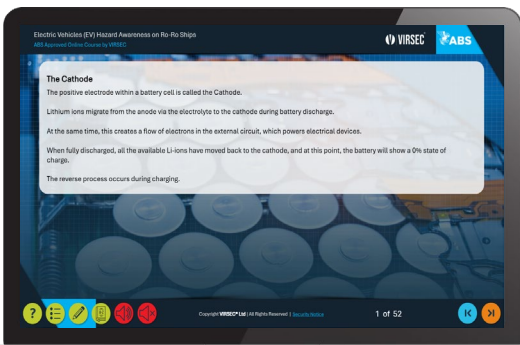 Electric Vehicles (EV) Hazard Awareness on Ro-Ro Ships
ABS Approved Online Course by VIRSEC
VIRSEC
ABS
The Cathode
The positive electrode within a battery cell is called the Cathode.
Lithium ions migrate from the anode via the electrolyte to the cathode during battery discharge.
At the same time, this creates a flow of electrons in the external circuit, which powers electrical devices.
When fully discharged, all the available Li-ions have moved back to the cathode, and at this point, the battery will show a 0% state of
charge.
The reverse process occurs during charging.
?
Copyright VIRSEC® Ltd | All Rights Reserved | Security Notice
1 of 52